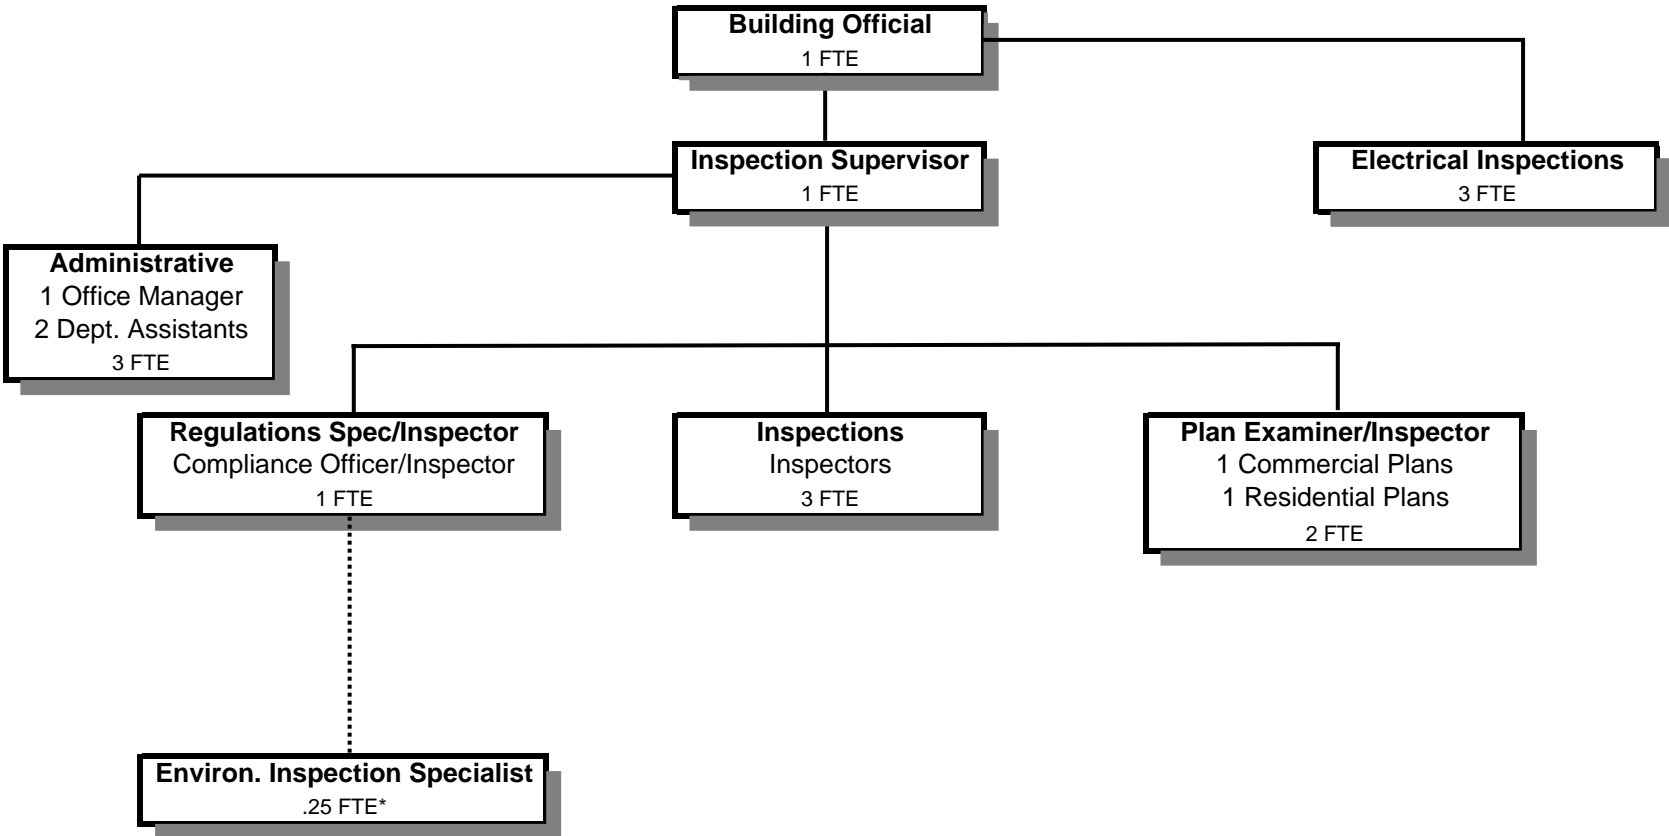 Building Official
1 FTE
Inspection Supervisor
1 FTE
Electrical Inspections
3 FTE
Administrative
1 Office Manager
2 Dept. Assistants
3 FTE
Regulations Spec/Inspector
Compliance Officer/Inspector
1 FTE
Inspections
Inspectors
3 FTE
Plan Examiner/Inspector
1 Commercial Plans
1 Residential Plans
2 FTE
Environ. Inspection Specialist
.25 FTE*